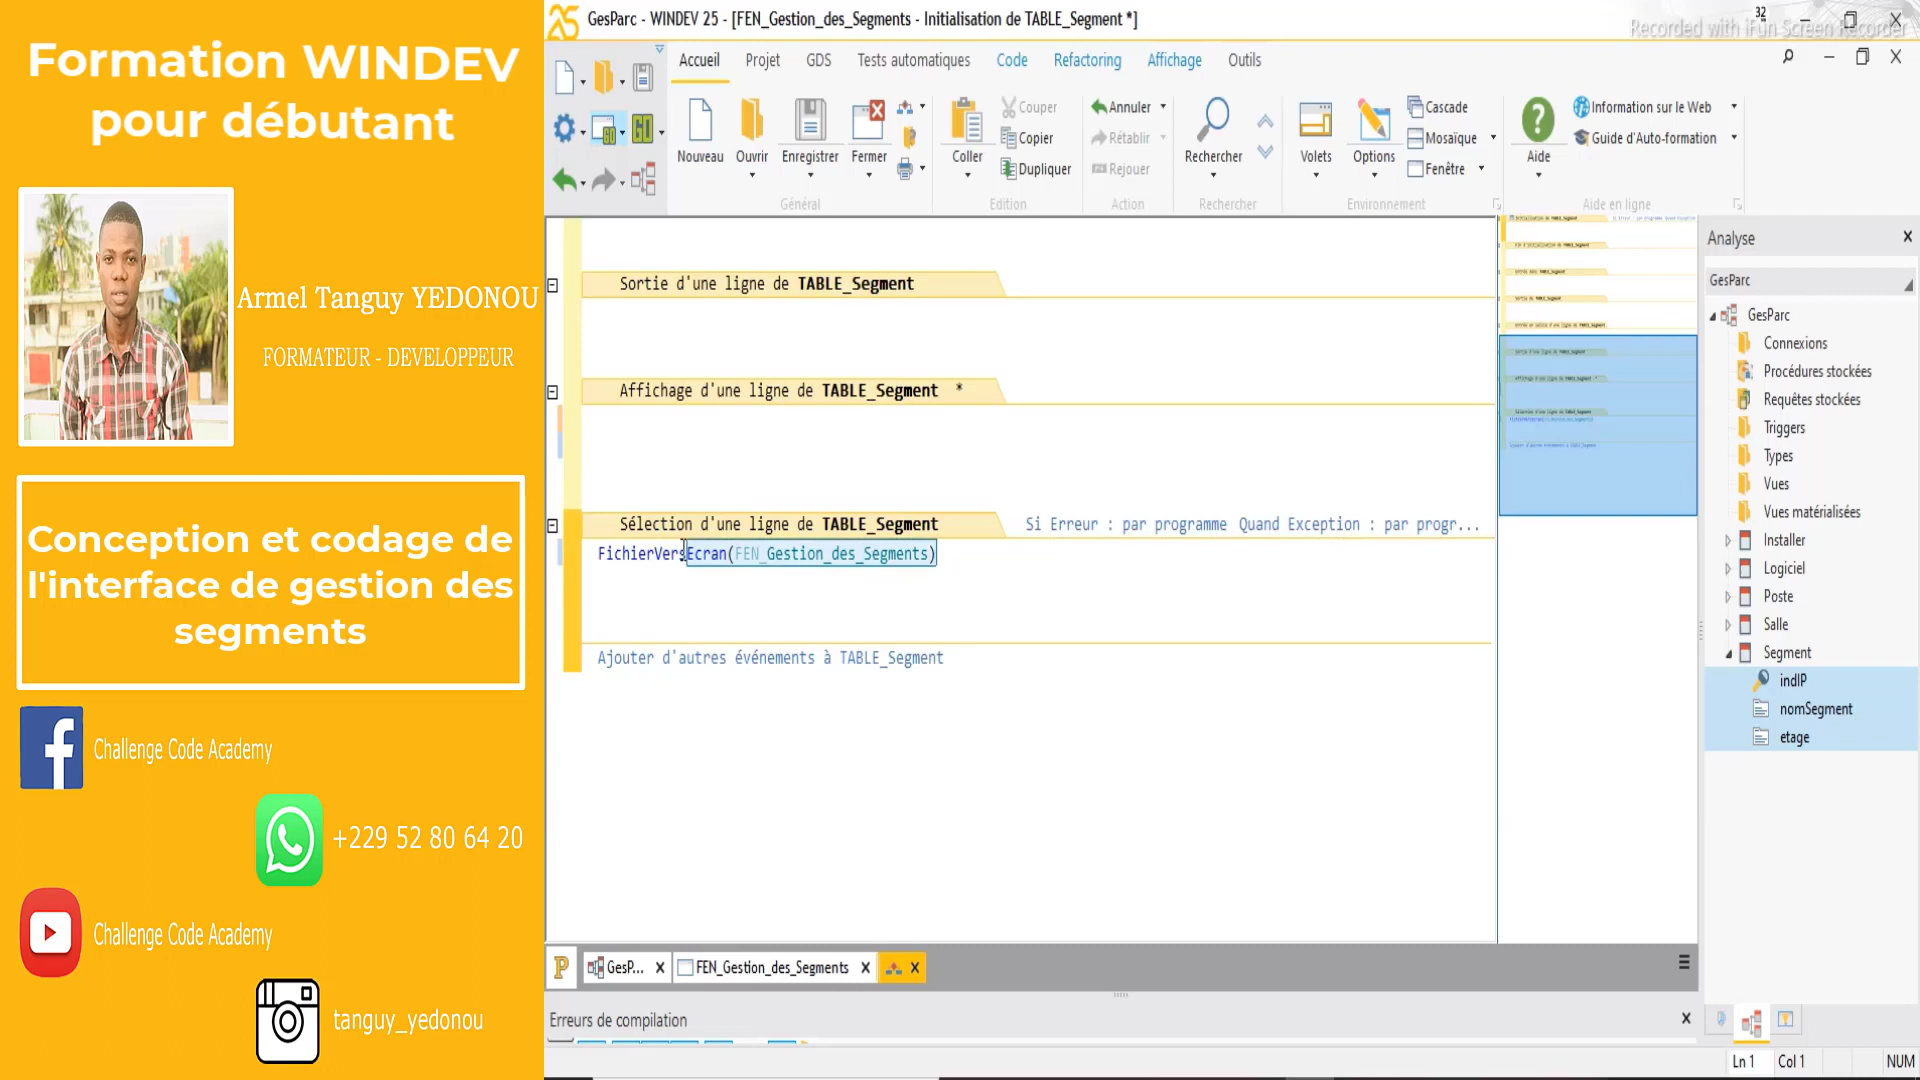 Formation WINDEV
pour débutant
Armel Tanguy YEDONOU
FORMATEUR - DEVELOPPEUR
Conception et codage de
l'interface de gestion des
segments
Challenge Code Academy
+229 52 80 64 20
Challenge Code Academy
tanguy_yedonou
GesParc - WINDEV 25 - [FEN_Gestion_des_Segments - Initialisation de TABLE_Segment *]
32
Recorded with iFun Screen Recorder
Accueil Projet GDS Tests automatiques Code Refactoring Affichage Outils
Nouveau Ouvrir Enregistrer Fermer
Général
Coller Couper Copier Dupliquer
Edition
Annuler Rétablir Rejouer
Action
Rechercher
Rechercher
Volets Options Cascade Mosaïque Fenêtre
Environnement
Aide Information sur le Web
Guide d'Auto-formation
Aide en ligne
Sortie d'une ligne de TABLE_Segment
Affichage d'une ligne de TABLE_Segment *
Sélection d'une ligne de TABLE_Segment Si Erreur : par programme Quand Exception : par progr...
FichierVersEcran(FEN_Gestion_des_Segments)
Ajouter d'autres événements à TABLE_Segment
Analyse
GesParc
GesParc
Connexions
Procédures stockées
Requêtes stockées
Triggers
Types
Vues
Vues matérialisées
Installer
Logiciel
Poste
Salle
Segment
indIP
nomSegment
etage
GesP... FEN_Gestion_des_Segments
Erreurs de compilation
Ln 1 Col 1 NUM